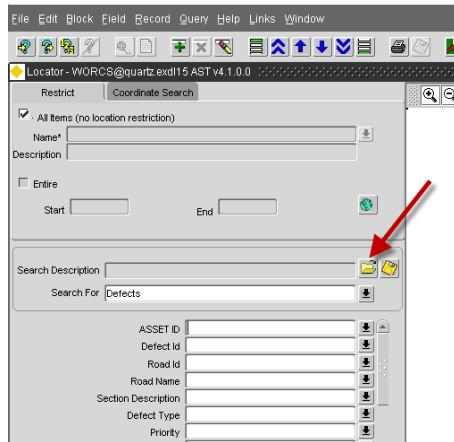 File Edit Block Field Record Query Help Links Window
Locator - WORCS@quartz.exdl15 AST v4.1.0.0
Restrict Coordinate Search
All Items (no location restriction)
Name*
Description
Entire
Start End
Search Description
Search For Defects
ASSET ID
Defect Id
Road Id
Road Name
Section Description
Defect Type
Priority